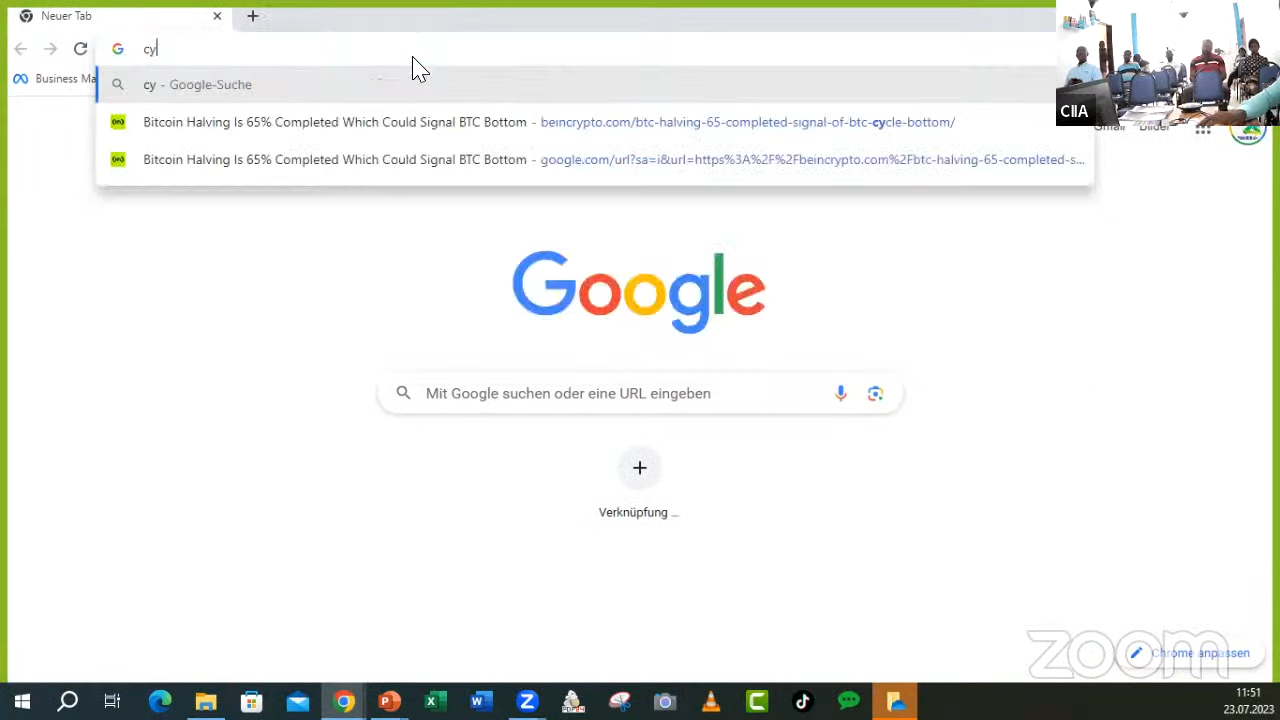 Neuer Tab
cy
Business Ma
cy - Google-Suche
Bitcoin Halving Is 65% Completed Which Could Signal BTC Bottom - beincrypto.com/btc-halving-65-completed-signal-of-btc-cycle-bottom/
Bitcoin Halving Is 65% Completed Which Could Signal BTC Bottom - google.com/url?sa=i&url=https%3A%2F%2Fbeincrypto.com%2Fbtc-halving-65-completed-s...
CIIA
Gmail Bilder
Google
Mit Google suchen oder eine URL eingeben
Verknüpfung ...
zoom
Chrome anpassen
11:51
23.07.2023